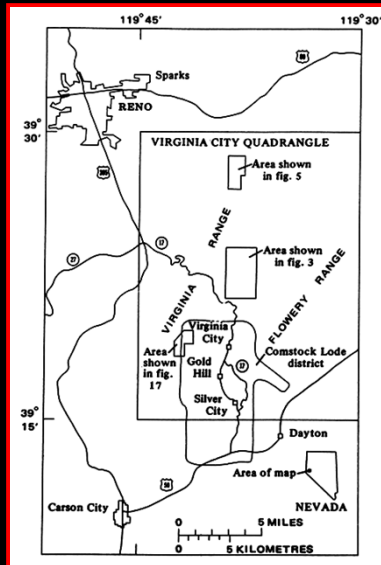 119°45'
119°30'
80
Sparks
RENO
39°
30'
VIRGINIA CITY QUADRANGLE
Area shown
in fig. 5
395
RANGE
Area shown
in fig. 3
17
27
VIRGINIA
FLOWERY RANGE
Virginia
City
Area
shown
in fig.
17
Gold
Hill
17
Comstock Lode
district
Silver
City
39°
15'
Dayton
Area of map
50
Carson City
NEVADA
0 5 MILES
0 5 KILOMETRES